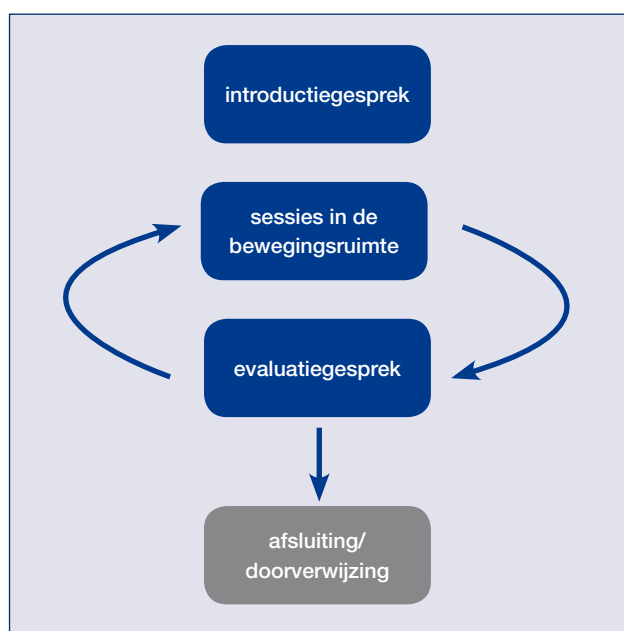 introductiegesprek
sessies in de
bewegingsruimte
evaluatiegesprek
afsluiting/
doorverwijzing